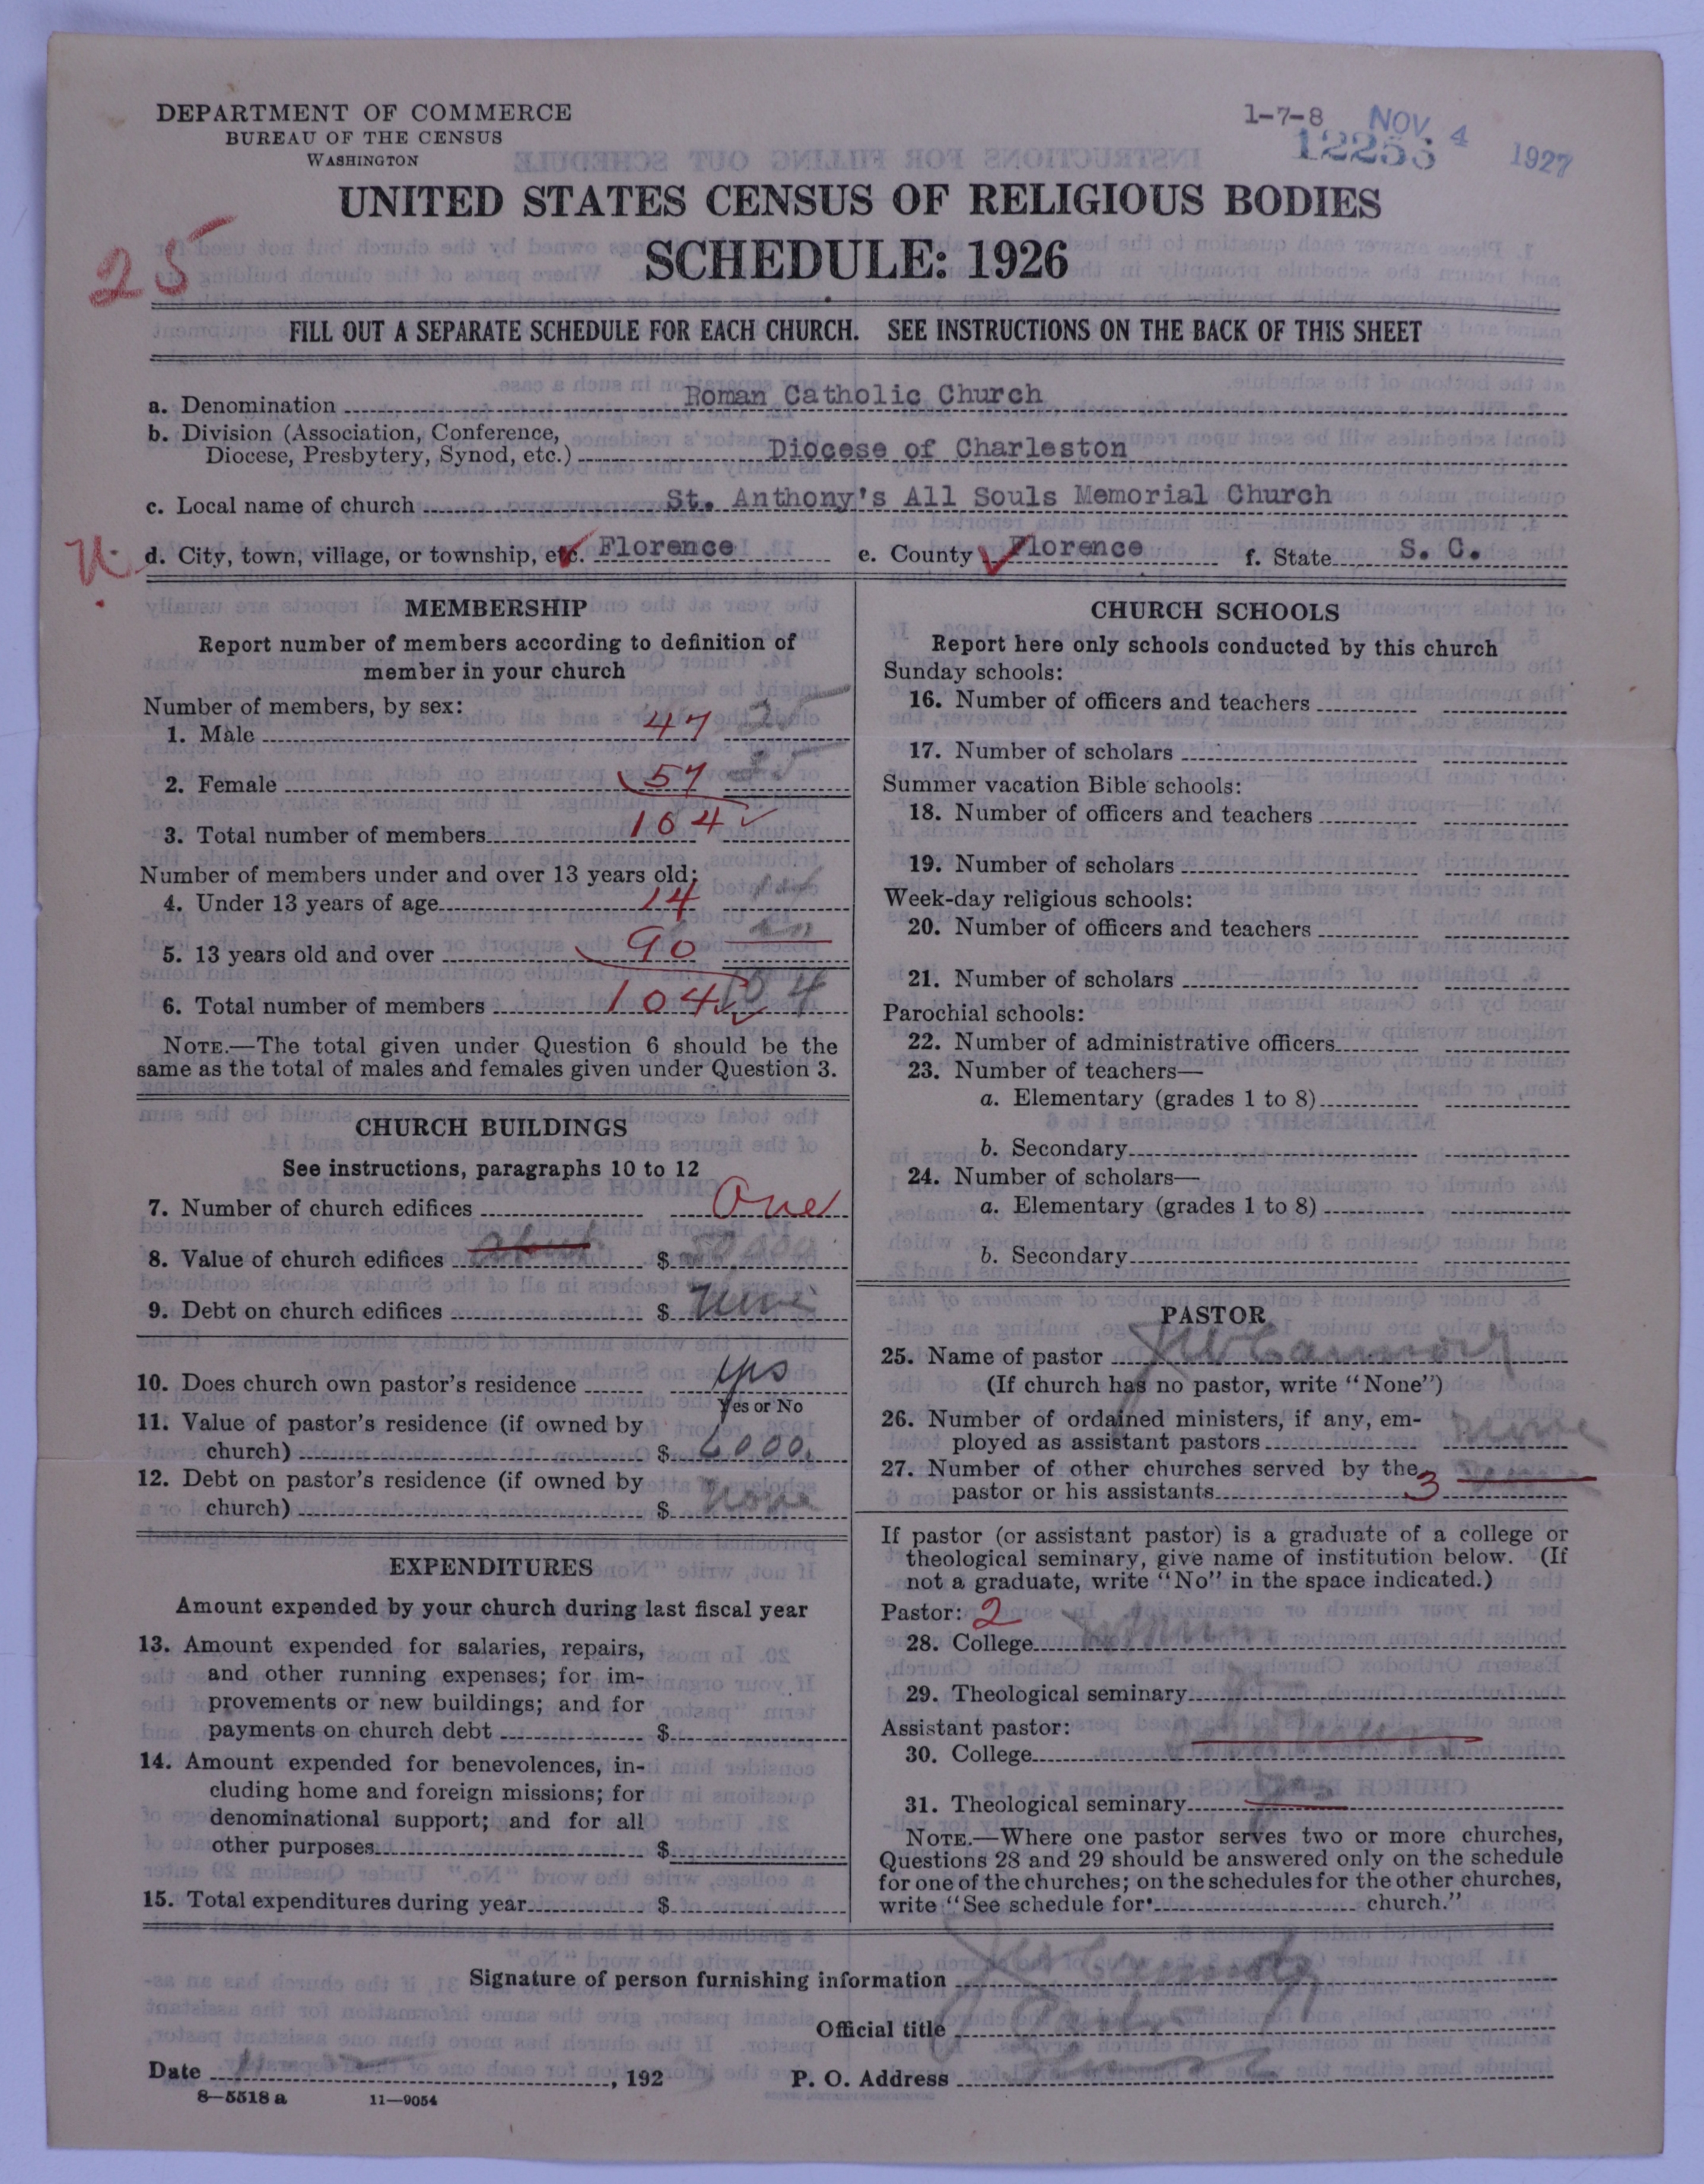 DEPARTMENT OF COMMERCE
BUREAU OF THE CENSUS
WASHINGTON
1-7-8 NOV 4 1927
12255
UNITED STATES CENSUS OF RELIGIOUS BODIES
25
SCHEDULE: 1926
FILL OUT A SEPARATE SCHEDULE FOR EACH CHURCH. SEE INSTRUCTIONS ON THE BACK OF THIS SHEET
a. Denomination Roman Catholic Church
b. Division (Association, Conference,
Diocese, Presbytery, Synod, etc.) Diocese of Charleston
c. Local name of church St. Anthony's All Souls Memorial Church
d. City, town, village, or township, etc. Florence e. County Florence f. State S. C.
MEMBERSHIP
Report number of members according to definition of
member in your church
Number of members, by sex:
1. Male 47
2. Female 57
3. Total number of members 104
Number of members under and over 13 years old:
4. Under 13 years of age 14
5. 13 years old and over 90
6. Total number of members 104 104
NOTE.—The total given under Question 6 should be the
same as the total of males and females given under Question 3.
CHURCH BUILDINGS
See instructions, paragraphs 10 to 12
7. Number of church edifices One
8. Value of church edifices about $
9. Debt on church edifices $ None
10. Does church own pastor's residence yes
Yes or No
11. Value of pastor's residence (if owned by
church) $ 6000
12. Debt on pastor's residence (if owned by
church) $ None
EXPENDITURES
Amount expended by your church during last fiscal year
13. Amount expended for salaries, repairs,
and other running expenses; for im-
provements or new buildings; and for
payments on church debt $
14. Amount expended for benevolences, in-
cluding home and foreign missions; for
denominational support; and for all
other purposes $
15. Total expenditures during year $
CHURCH SCHOOLS
Report here only schools conducted by this church
Sunday schools:
16. Number of officers and teachers
17. Number of scholars
Summer vacation Bible schools:
18. Number of officers and teachers
19. Number of scholars
Week-day religious schools:
20. Number of officers and teachers
21. Number of scholars
Parochial schools:
22. Number of administrative officers
23. Number of teachers—
a. Elementary (grades 1 to 8)
b. Secondary
24. Number of scholars—
a. Elementary (grades 1 to 8)
b. Secondary
PASTOR
25. Name of pastor
(If church has no pastor, write "None")
26. Number of ordained ministers, if any, em-
ployed as assistant pastors None
27. Number of other churches served by the
pastor or his assistants 3
If pastor (or assistant pastor) is a graduate of a college or
theological seminary, give name of institution below. (If
not a graduate, write "No" in the space indicated.)
Pastor: 2
28. College
29. Theological seminary
Assistant pastor:
30. College
31. Theological seminary
NOTE.—Where one pastor serves two or more churches,
Questions 28 and 29 should be answered only on the schedule
for one of the churches; on the schedules for the other churches,
write "See schedule for church."
Signature of person furnishing information
Official title Pastor
Date , 192 P. O. Address Florence
8—5518 a 11—9054